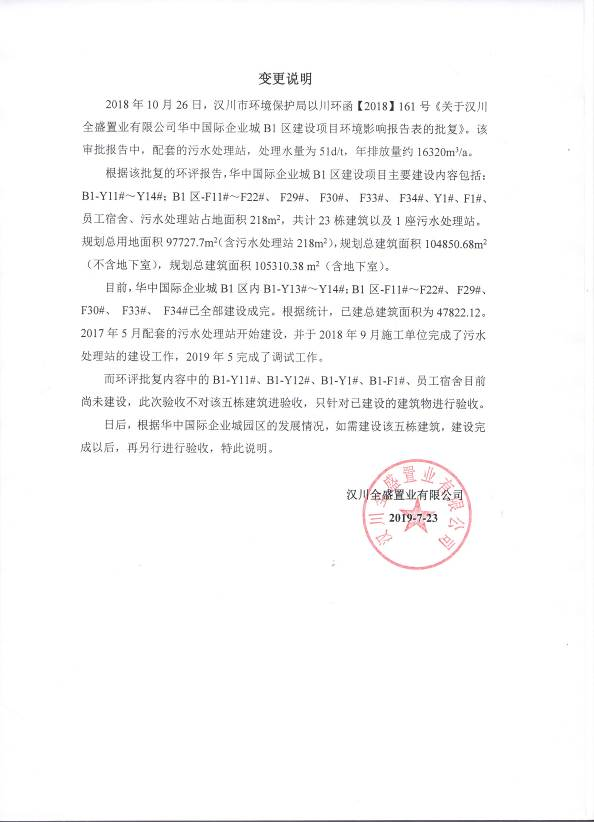 变更说明
2018 年 10 月 26 日，汉川市环境保护局以川环函【2018】161 号《关于汉川
全盛置业有限公司华中国际企业城 B1 区建设项目环境影响报告表的批复》。该
审批报告中，配套的污水处理站，处理水量为 51d/t，年排放量约 16320m³/a。
根据该批复的环评报告，华中国际企业城 B1 区建设项目主要建设内容包括：
B1-Y11#～Y14#；B1 区-F11#～F22#、 F29#、 F30#、 F33#、 F34#、Y1#、F1#、
员工宿舍、污水处理站占地面积 218m²，共计 23 栋建筑以及 1 座污水处理站。
规划总用地面积 97727.7m²（含污水处理站 218m²），规划总建筑面积 104850.68m²
（不含地下室），规划总建筑面积 105310.38 m²（含地下室）。
目前，华中国际企业城 B1 区内 B1-Y13#～Y14#；B1 区-F11#～F22#、F29#、
F30#、 F33#、 F34#已全部建设成完。根据统计，已建总建筑面积为 47822.12。
2017 年 5 月配套的污水处理站开始建设，并于 2018 年 9 月施工单位完成了污水
处理站的建设工作，2019 年 5 完成了调试工作。
而环评批复内容中的 B1-Y11#、B1-Y12#、B1-Y1#、B1-F1#、员工宿舍目前
尚未建设，此次验收不对该五栋建筑进验收，只针对已建设的建筑物进行验收。
日后，根据华中国际企业城园区的发展情况，如需建设该五栋建筑，建设完
成以后，再另行进行验收，特此说明。
汉川全盛置业有限公司
2019-7-23
汉川全盛置业有限公司